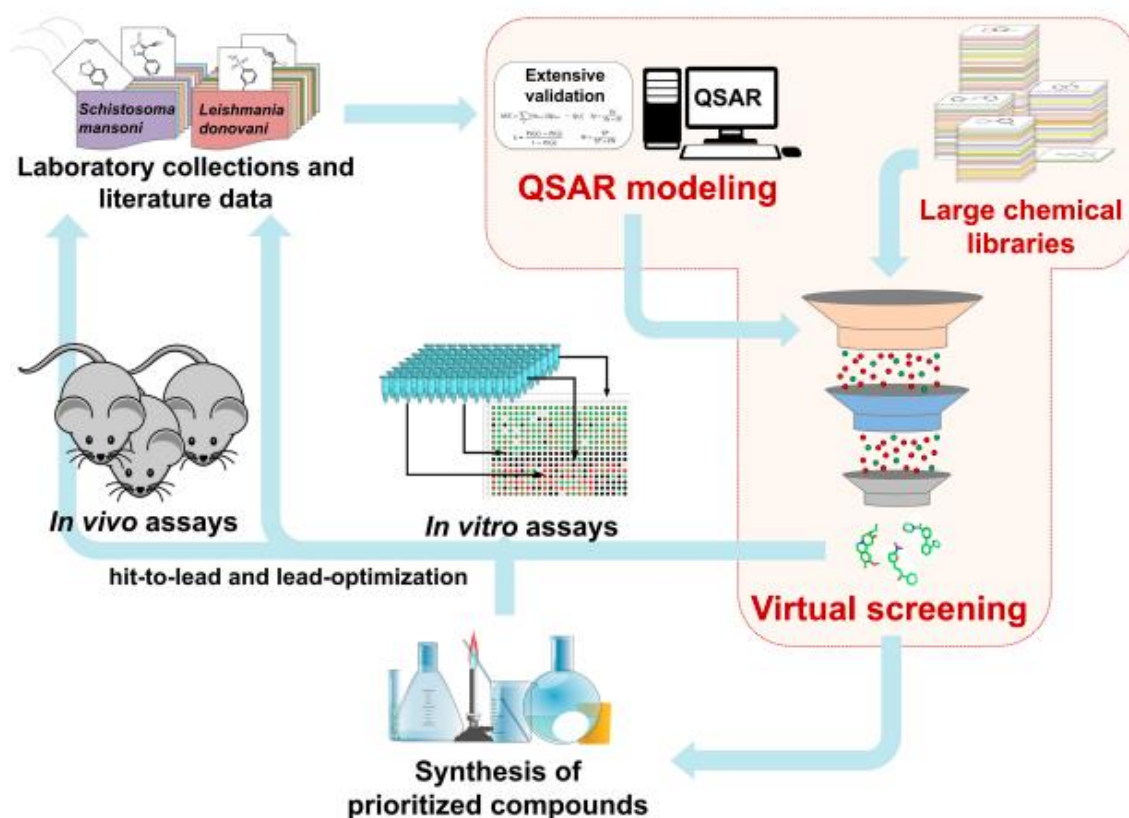 Schistosoma
mansoni
Leishmania
donovani
Laboratory collections and
literature data
Extensive
validation
QSAR
QSAR modeling
Large chemical
libraries
In vivo assays
In vitro assays
hit-to-lead and lead-optimization
Virtual screening
Synthesis of
prioritized compounds